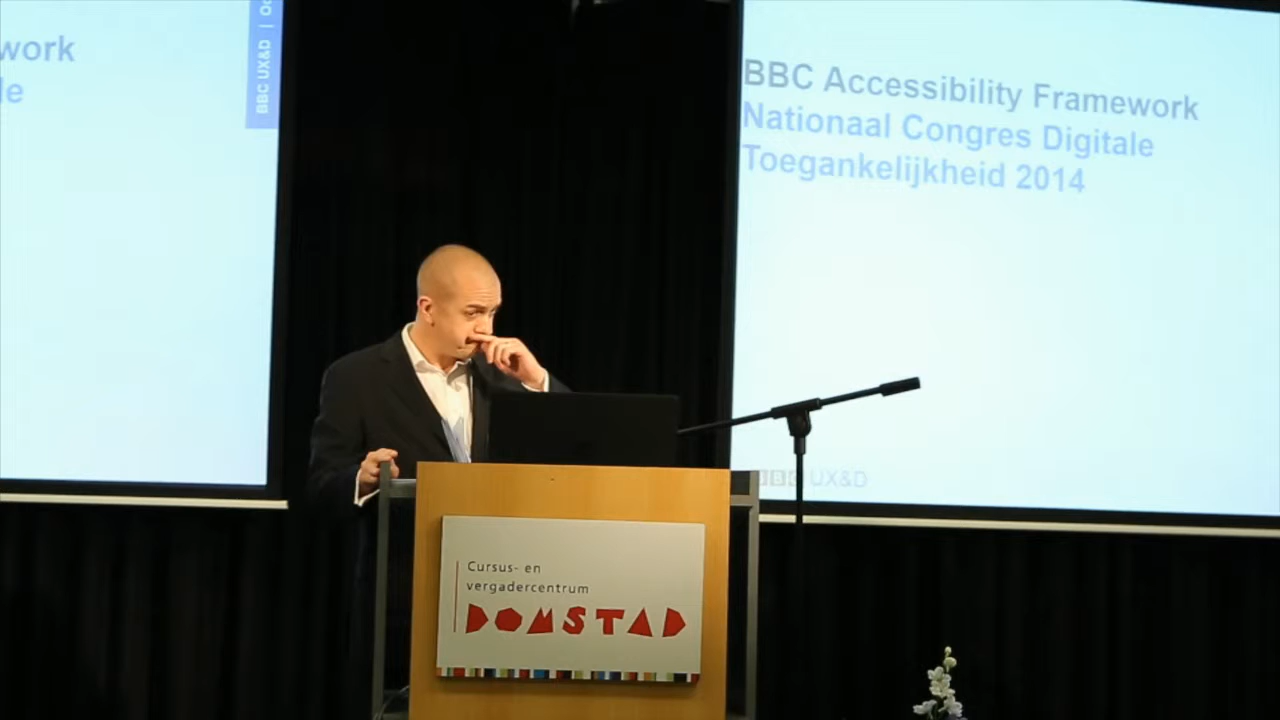 work
le
BBC UX&D |
BBC Accessibility Framework
Nationaal Congres Digitale
Toegankelijkheid 2014
BBC UX&D
Cursus- en
vergadercentrum
DOMSTAD